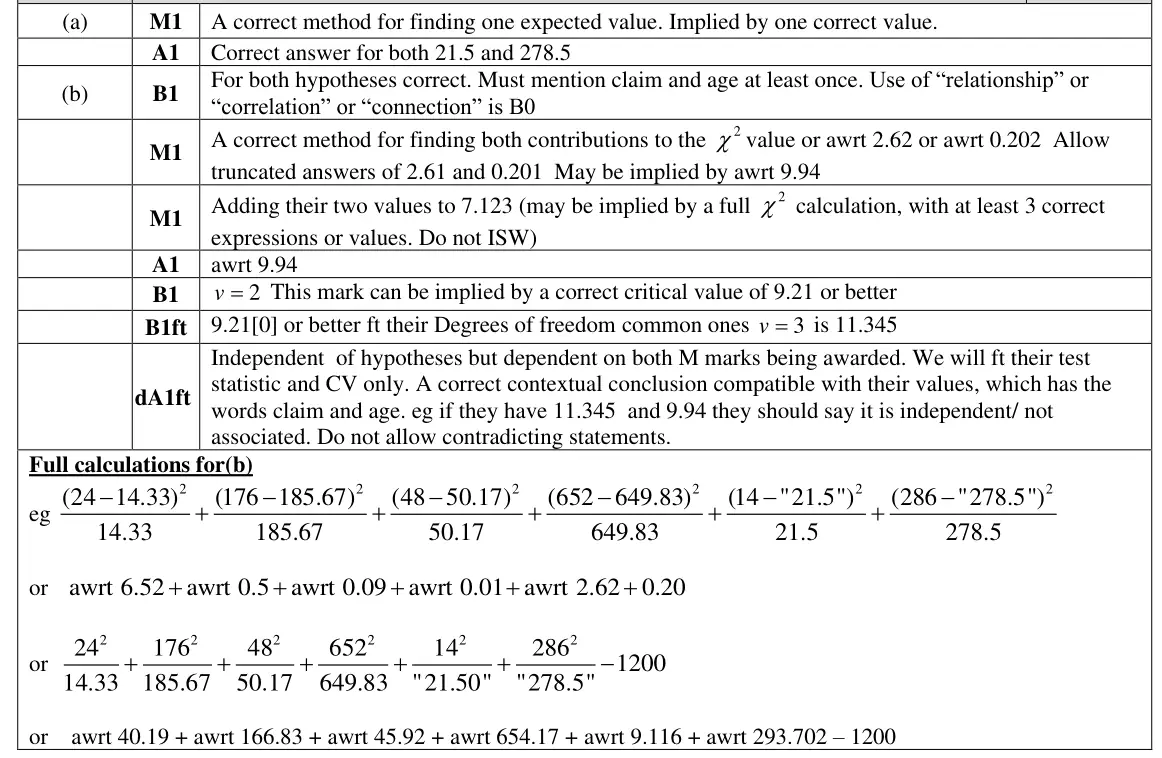 (a) M1 A correct method for finding one expected value. Implied by one correct value.
A1 Correct answer for both 21.5 and 278.5
(b) B1 For both hypotheses correct. Must mention claim and age at least once. Use of “relationship” or
“correlation” or “connection” is B0
M1 A correct method for finding both contributions to the χ² value or awrt 2.62 or awrt 0.202 Allow
truncated answers of 2.61 and 0.201 May be implied by awrt 9.94
M1 Adding their two values to 7.123 (may be implied by a full χ² calculation, with at least 3 correct
expressions or values. Do not ISW)
A1 awrt 9.94
B1 ν = 2 This mark can be implied by a correct critical value of 9.21 or better
B1ft 9.21[0] or better ft their Degrees of freedom common ones ν = 3 is 11.345
dA1ft Independent of hypotheses but dependent on both M marks being awarded. We will ft their test
statistic and CV only. A correct contextual conclusion compatible with their values, which has the
words claim and age. eg if they have 11.345 and 9.94 they should say it is independent/ not
associated. Do not allow contradicting statements.
Full calculations for(b)
eg (24−14.33)²/14.33 + (176−185.67)²/185.67 + (48−50.17)²/50.17 + (652−649.83)²/649.83 + (14−"21.5")²/21.5 + (286−"278.5")²/278.5
or awrt 6.52 + awrt 0.5 + awrt 0.09 + awrt 0.01 + awrt 2.62 + 0.20
or 24²/14.33 + 176²/185.67 + 48²/50.17 + 652²/649.83 + 14²/"21.50" + 286²/"278.5" −1200
or awrt 40.19 + awrt 166.83 + awrt 45.92 + awrt 654.17 + awrt 9.116 + awrt 293.702 – 1200